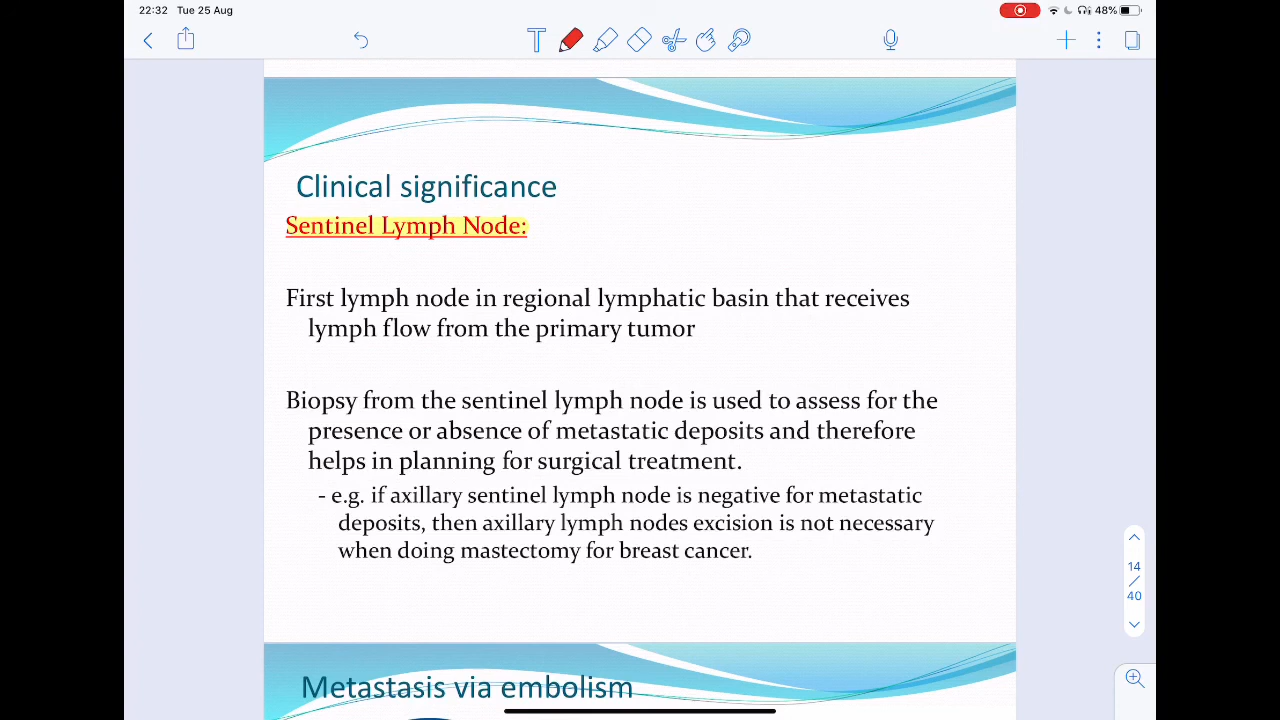 22:32 Tue 25 Aug
48%
T
Clinical significance
Sentinel Lymph Node:
First lymph node in regional lymphatic basin that receives
lymph flow from the primary tumor
Biopsy from the sentinel lymph node is used to assess for the
presence or absence of metastatic deposits and therefore
helps in planning for surgical treatment.
- e.g. if axillary sentinel lymph node is negative for metastatic
deposits, then axillary lymph nodes excision is not necessary
when doing mastectomy for breast cancer.
14
/
40
Metastasis via embolism